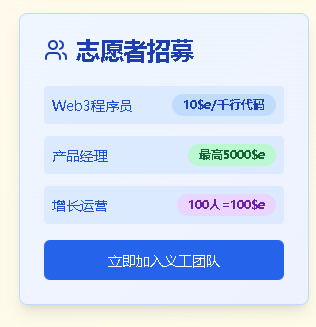 志愿者招募
Web3程序员
10$e/千行代码
产品经理
最高5000$e
增长运营
100人=100$e
立即加入义工团队